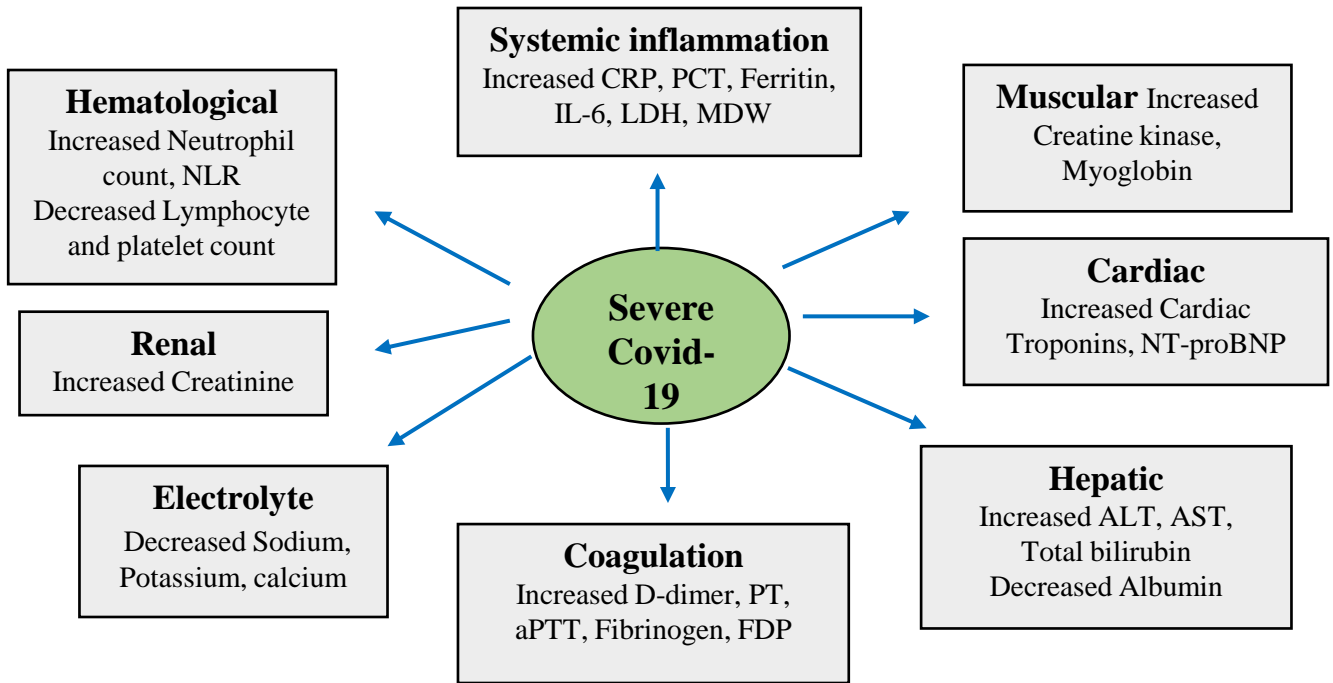 Systemic inflammation
Increased CRP, PCT, Ferritin,
IL-6, LDH, MDW
Hematological
Increased Neutrophil
count, NLR
Decreased Lymphocyte
and platelet count
Muscular Increased
Creatine kinase,
Myoglobin
Severe
Covid-
19
Cardiac
Increased Cardiac
Troponins, NT-proBNP
Renal
Increased Creatinine
Electrolyte
Decreased Sodium,
Potassium, calcium
Coagulation
Increased D-dimer, PT,
aPTT, Fibrinogen, FDP
Hepatic
Increased ALT, AST,
Total bilirubin
Decreased Albumin